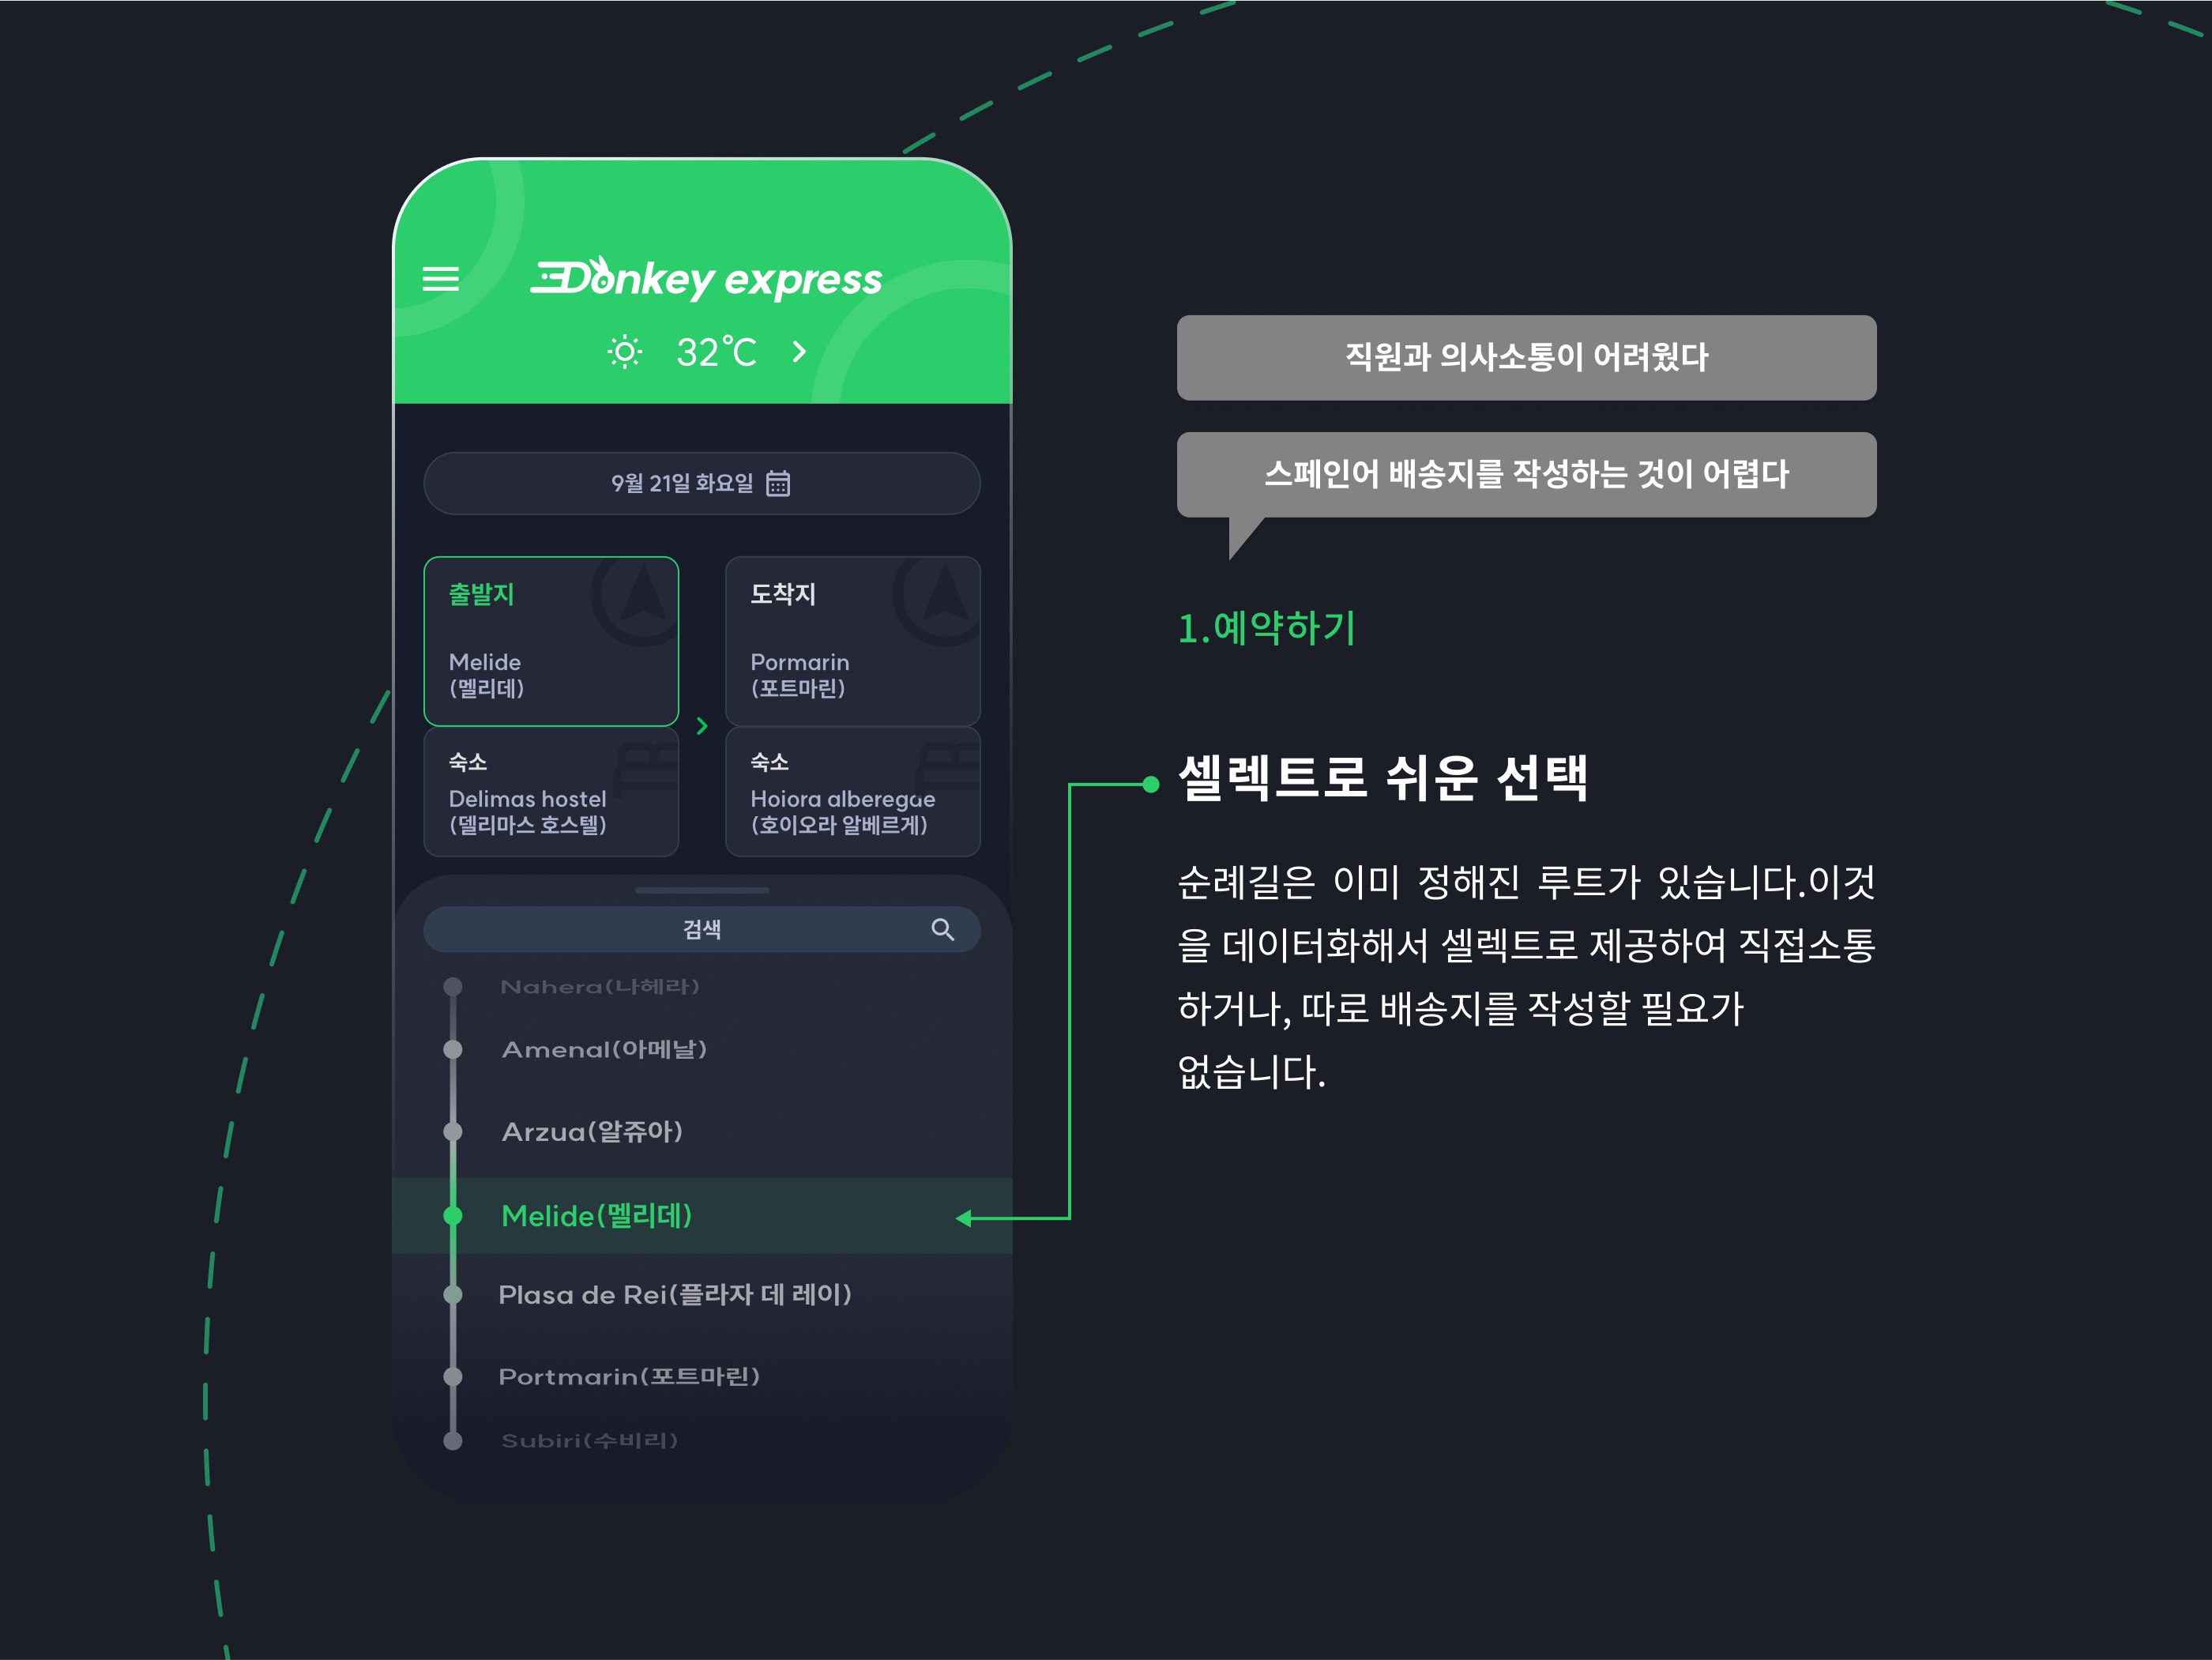 Donkey express
32℃
9월 21일 화요일
출발지
Melide
(멜리데)
숙소
Delimas hostel
(델리마스 호스텔)
도착지
Pormarin
(포트마린)
숙소
Hoiora alberegde
(호이오라 알베르게)
검색
Nahera(나헤라)
Amenal(아메날)
Arzua(알쥬아)
Melide(멜리데)
Plasa de Rei(플라자 데 레이)
Portmarin(포트마린)
Subiri(수비리)
직원과 의사소통이 어려웠다
스페인어 배송지를 작성하는 것이 어렵다
1.예약하기
셀렉트로 쉬운 선택
순례길은 이미 정해진 루트가 있습니다.이것
을 데이터화해서 셀렉트로 제공하여 직접소통
하거나, 따로 배송지를 작성할 필요가
없습니다.